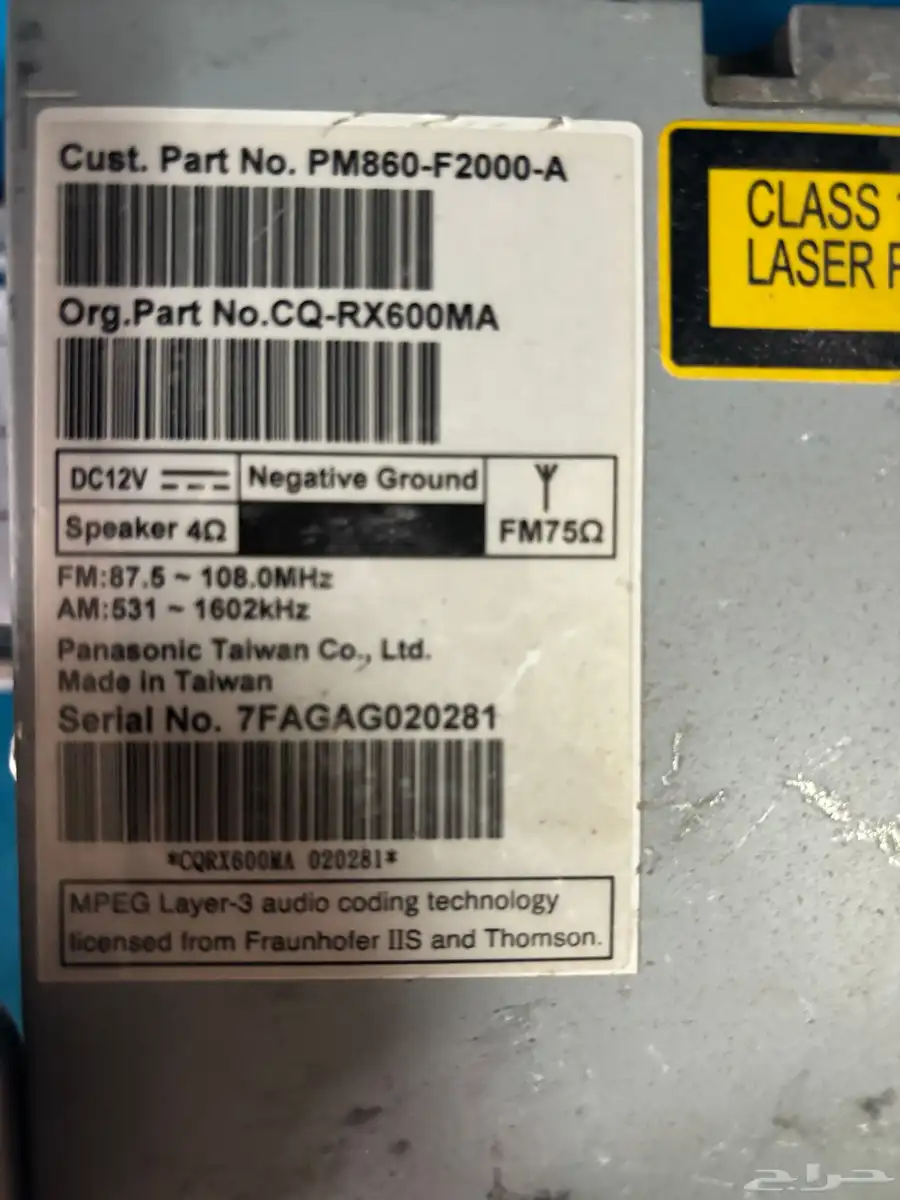 Cust. Part No. PM860-F2000-A
Org.Part No.CQ-RX600MA
DC12V
Negative Ground
Speaker 4Ω
FM75Ω
FM:87.5 ~ 108.0MHz
AM:531 ~ 1602kHz
Panasonic Taiwan Co., Ltd.
Made in Taiwan
Serial No. 7FAGAG020281
*CQRX600MA 020281*
MPEG Layer-3 audio coding technology
licensed from Fraunhofer IIS and Thomson.
CLASS
LASER
حراج